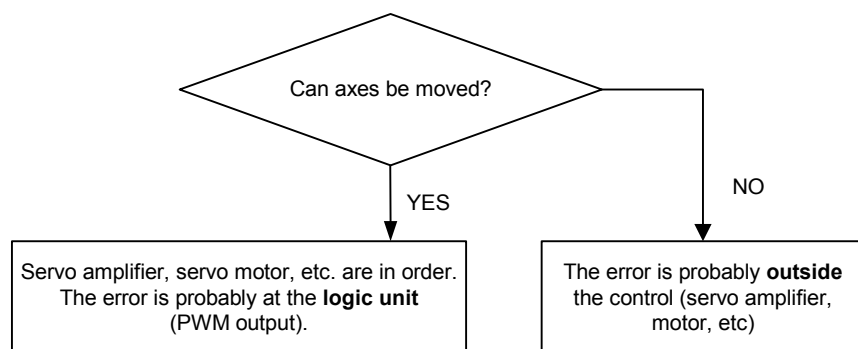 Can axes be moved?
YES
NO
Servo amplifier, servo motor, etc. are in order.
The error is probably at the logic unit
(PWM output).
The error is probably outside
the control (servo amplifier,
motor, etc)